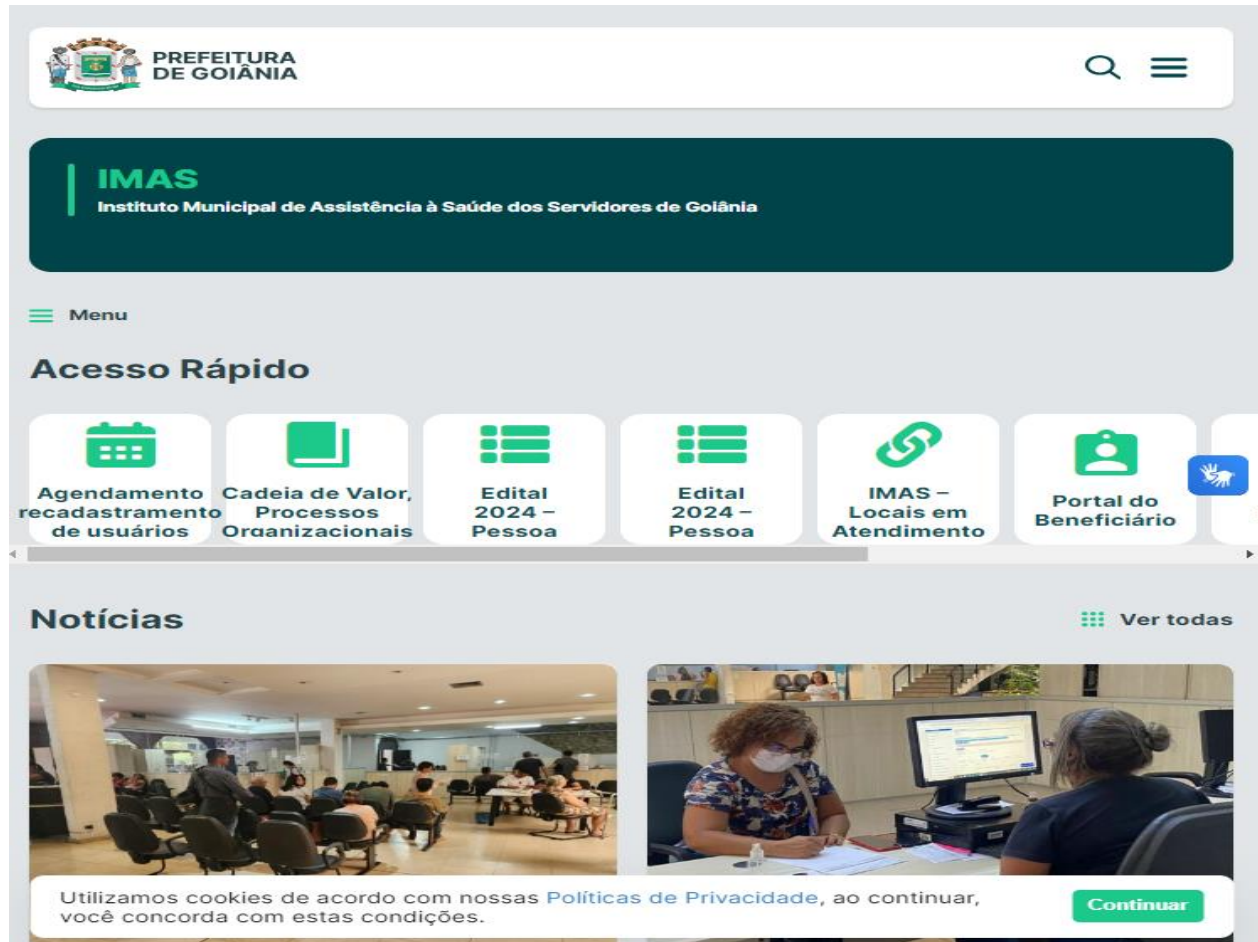 PREFEITURA
DE GOIÂNIA
IMAS
Instituto Municipal de Assistência à Saúde dos Servidores de Goiânia
Menu
Acesso Rápido
Agendamento
recadastramento
de usuários
Cadeia de Valor,
Processos
Organizacionais
Edital
2024 –
Pessoa
Edital
2024 –
Pessoa
IMAS –
Locais em
Atendimento
Portal do
Beneficiário
Notícias
Ver todas
Utilizamos cookies de acordo com nossas Políticas de Privacidade, ao continuar,
você concorda com estas condições.
Continuar